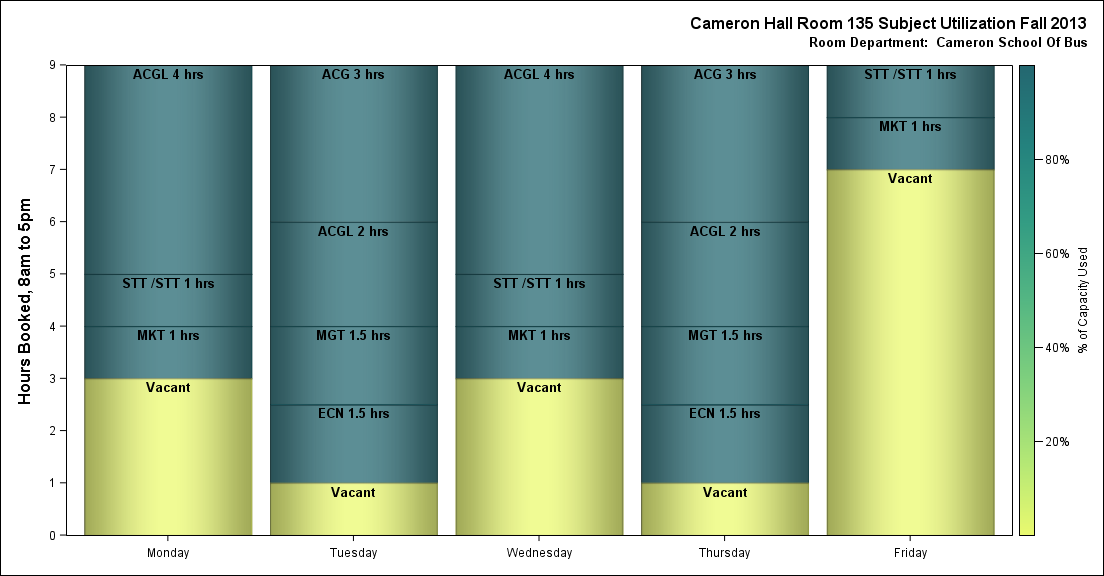 Cameron Hall Room 135 Subject Utilization Fall 2013
Room Department:  Cameron School Of Bus
Hours Booked, 8am to 5pm
9
8
7
6
5
4
3
2
1
0
ACGL 4 hrs
STT /STT 1 hrs
MKT 1 hrs
Vacant
Monday
ACG 3 hrs
ACGL 2 hrs
MGT 1.5 hrs
ECN 1.5 hrs
Vacant
Tuesday
ACGL 4 hrs
STT /STT 1 hrs
MKT 1 hrs
Vacant
Wednesday
ACG 3 hrs
ACGL 2 hrs
MGT 1.5 hrs
ECN 1.5 hrs
Vacant
Thursday
STT /STT 1 hrs
MKT 1 hrs
Vacant
Friday
80%
60%
40%
20%
% of Capacity Used